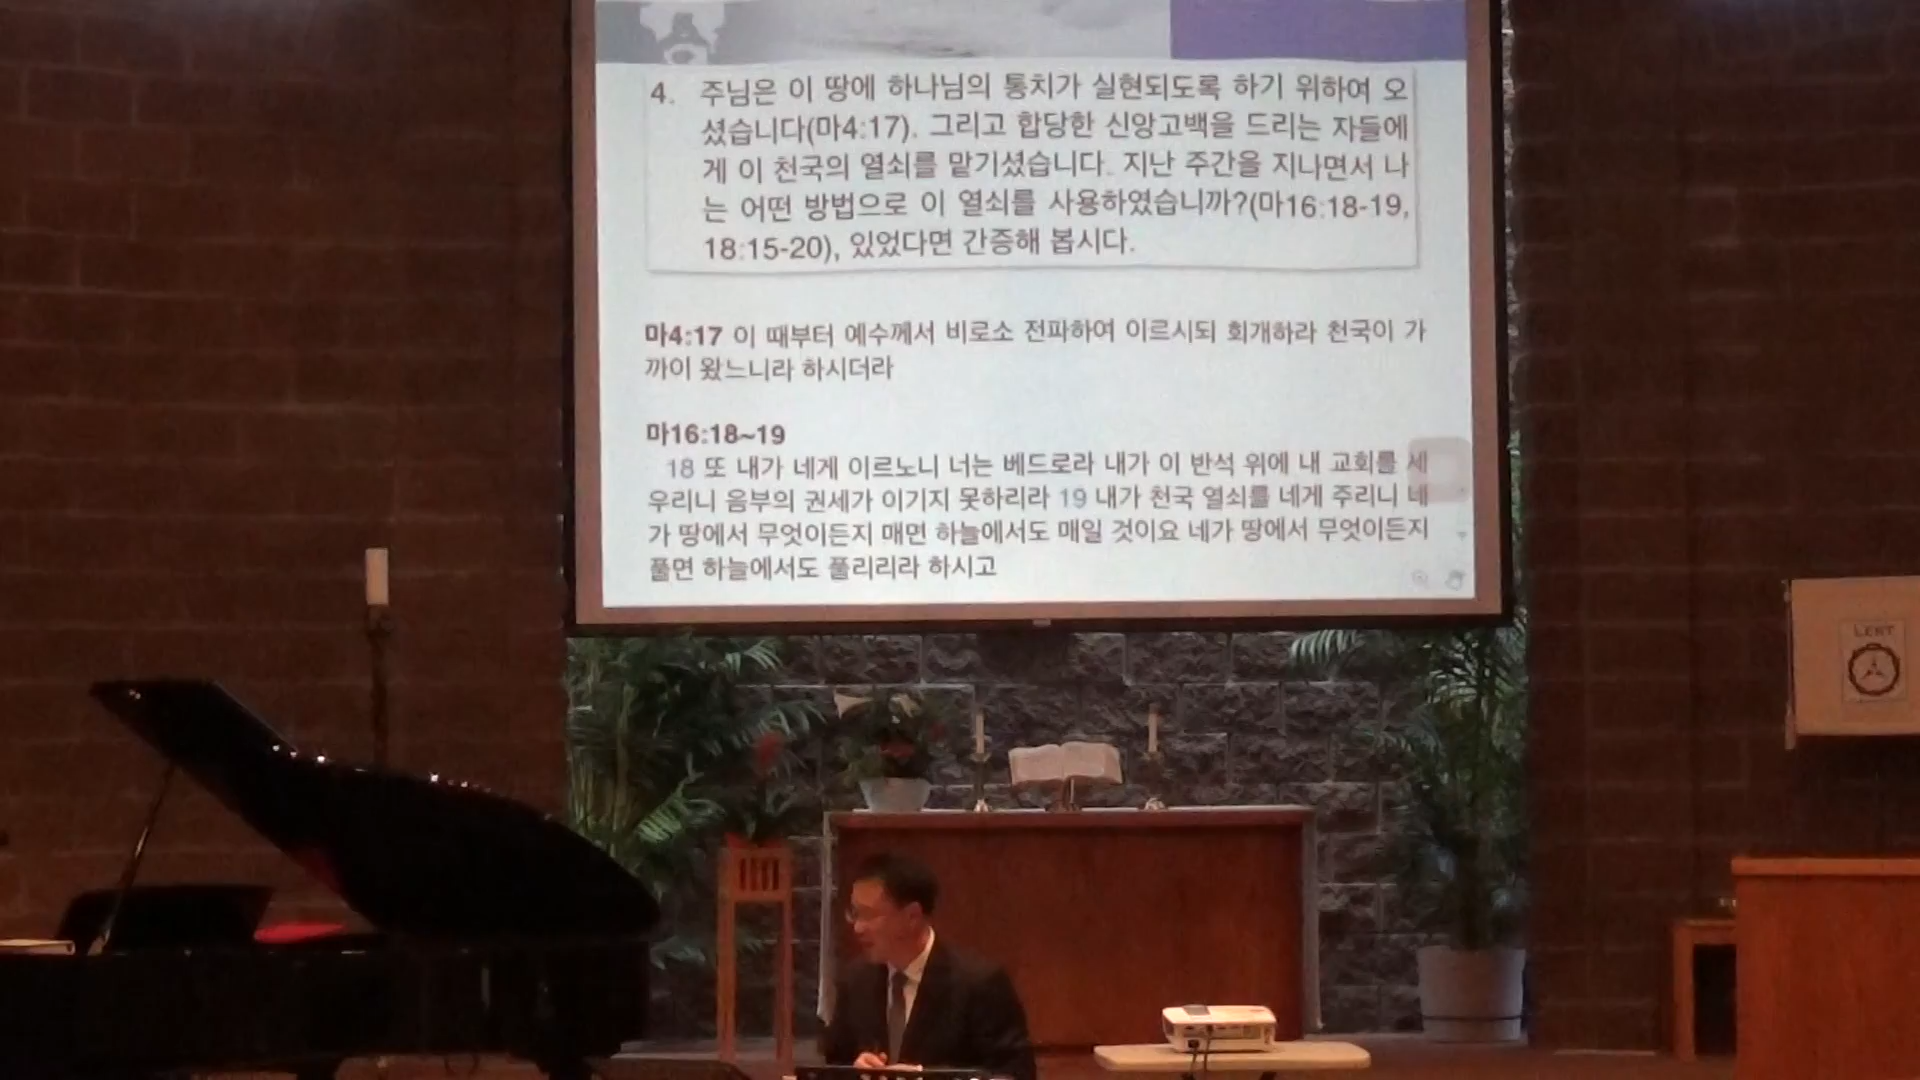 4. 주님은 이 땅에 하나님의 통치가 실현되도록 하기 위하여 오
셨습니다(마4:17). 그리고 합당한 신앙고백을 드리는 자들에
게 이 천국의 열쇠를 맡기셨습니다. 지난 주간을 지나면서 나
는 어떤 방법으로 이 열쇠를 사용하였습니까?(마16:18-19,
18:15-20), 있었다면 간증해 봅시다.
마4:17 이 때부터 예수께서 비로소 전파하여 이르시되 회개하라 천국이 가
까이 왔느니라 하시더라
마16:18~19
18 또 내가 네게 이르노니 너는 베드로라 내가 이 반석 위에 내 교회를 세
우리니 음부의 권세가 이기지 못하리라 19 내가 천국 열쇠를 네게 주리니 네
가 땅에서 무엇이든지 매면 하늘에서도 매일 것이요 네가 땅에서 무엇이든지
풀면 하늘에서도 풀리리라 하시고
LENT